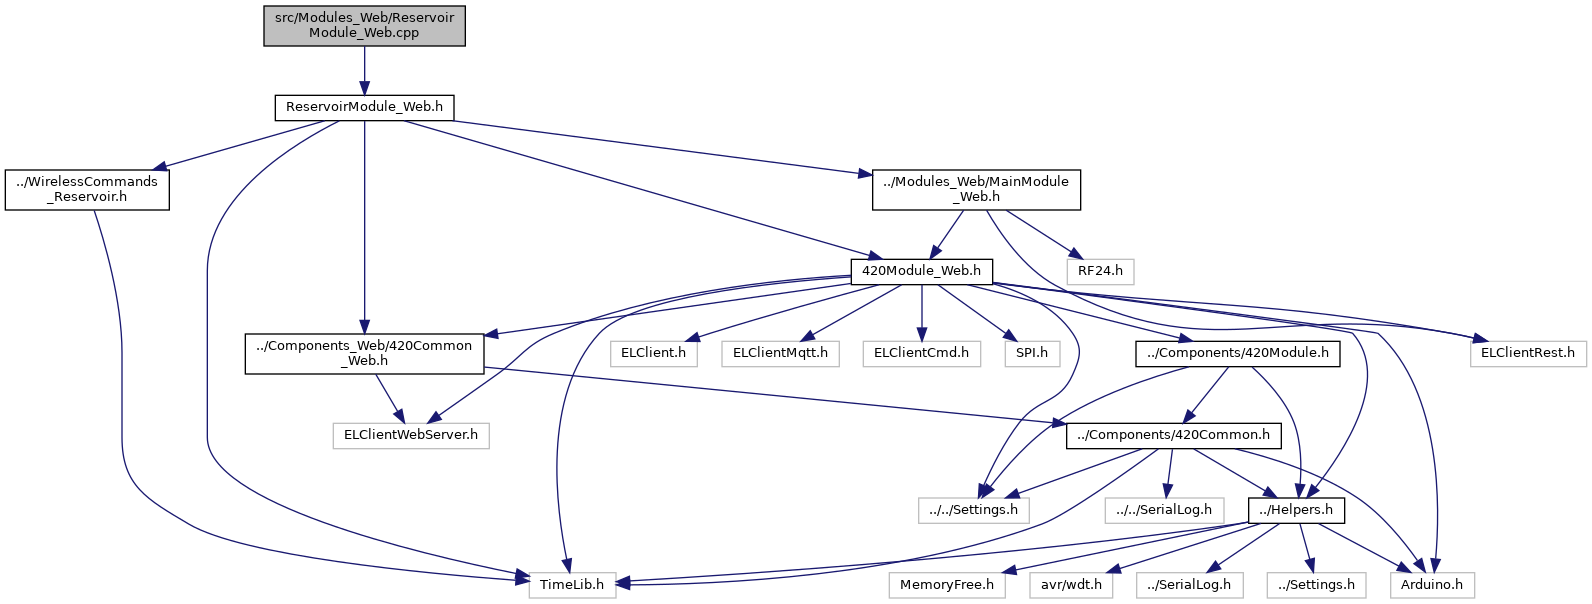 src/Modules_Web/Reservoir
Module_Web.cpp
ReservoirModule_Web.h
../WirelessCommands
_Reservoir.h
../Modules_Web/MainModule
_Web.h
420Module_Web.h
RF24.h
../Components_Web/420Common
_Web.h
ELClient.h
ELClientMqtt.h
ELClientCmd.h
SPI.h
../Components/420Module.h
ELClientRest.h
ELClientWebServer.h
../Components/420Common.h
../../Settings.h
../../SerialLog.h
../Helpers.h
TimeLib.h
MemoryFree.h
avr/wdt.h
../SerialLog.h
../Settings.h
Arduino.h